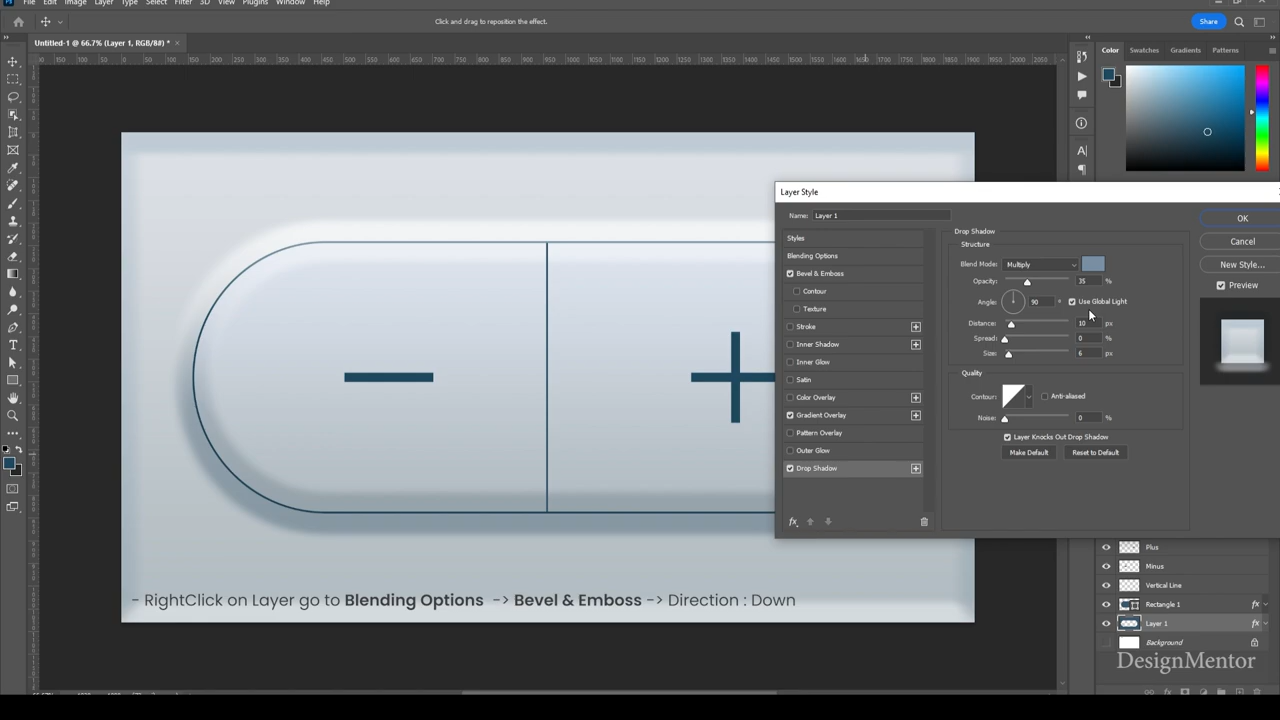 File Edit Image Layer Type Select Filter 3D View Plugins Window Help
Click and drag to reposition the effect.
Share
Untitled-1 @ 66.7% (Layer 1, RGB/8#) * ×
Color Swatches Gradients Patterns
Layer Style
Name: Layer 1
Styles
Blending Options
Bevel & Emboss
Contour
Texture
Stroke
Inner Shadow
Inner Glow
Satin
Color Overlay
Gradient Overlay
Pattern Overlay
Outer Glow
Drop Shadow
fx
Drop Shadow
Structure
Blend Mode: Multiply
Opacity: 35 %
Angle: 90 ° Use Global Light
Distance: 10 px
Spread: 0 %
Size: 6 px
Quality
Contour: Anti-aliased
Noise: 0 %
Layer Knocks Out Drop Shadow
Make Default Reset to Default
OK
Cancel
New Style...
Preview
Plus
Minus
Vertical Line
Rectangle 1 fx
Layer 1 fx
Background
- RightClick on Layer go to Blending Options -> Bevel & Emboss -> Direction : Down
DesignMentor